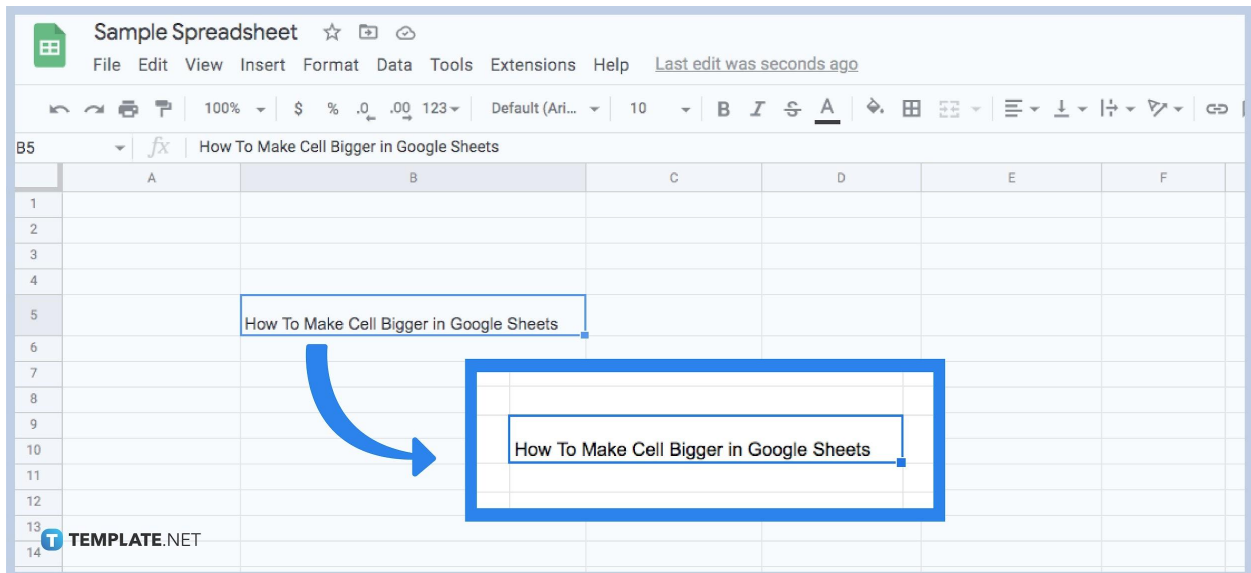 Sample Spreadsheet
File Edit View Insert Format Data Tools Extensions Help Last edit was seconds ago
100% $ % .0 .00 123 Default (Ari... 10 B I S A
B5 fx How To Make Cell Bigger in Google Sheets
A B C D E F
1
2
3
4
5 How To Make Cell Bigger in Google Sheets
6
7
8
9
10 How To Make Cell Bigger in Google Sheets
11
12
13
T TEMPLATE.NET
14